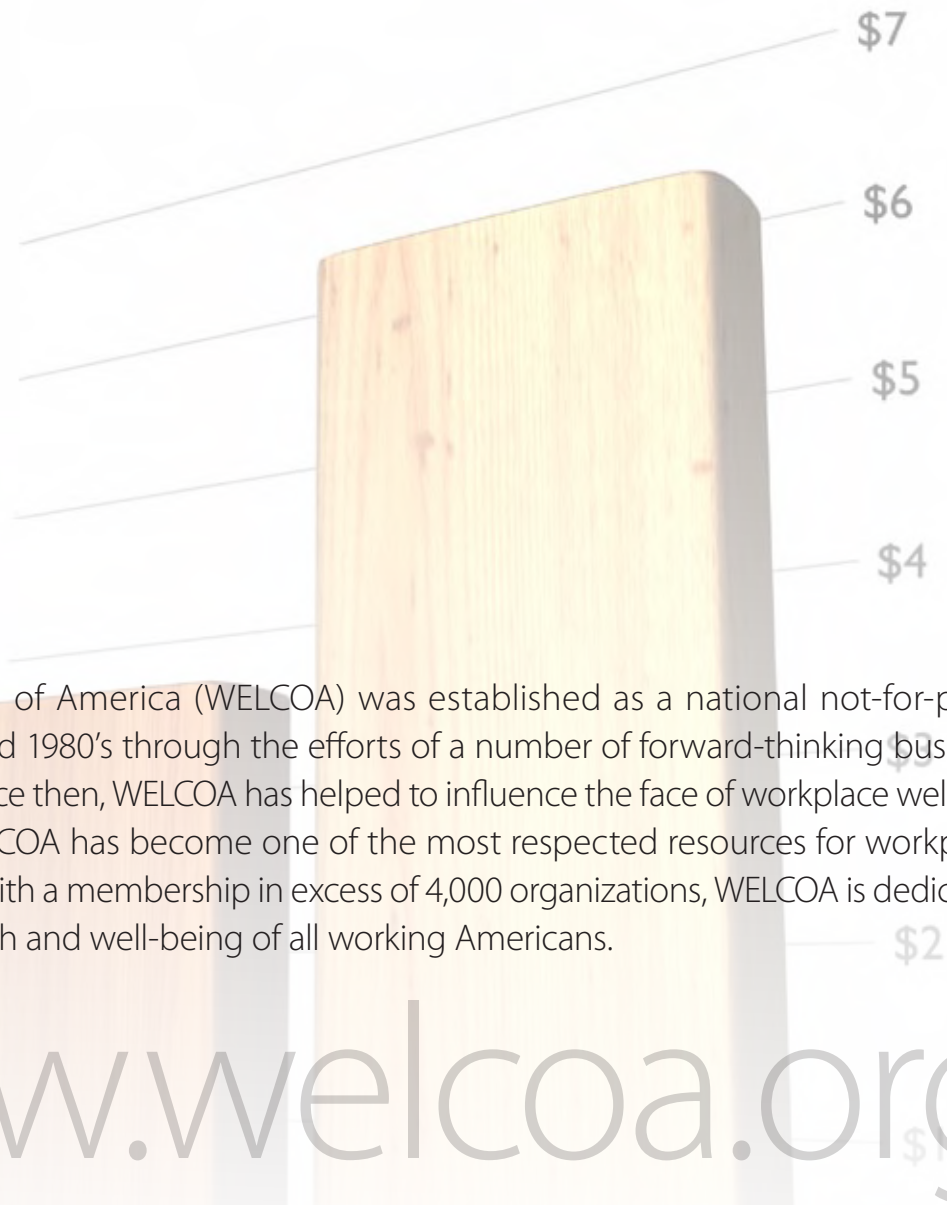 $7
$6
$5
$4
of America (WELCOA) was established as a national not-for-p
d 1980’s through the efforts of a number of forward-thinking bus
$3
ce then, WELCOA has helped to influence the face of workplace wel
COA has become one of the most respected resources for workp
ith a membership in excess of 4,000 organizations, WELCOA is dedic
h and well-being of all working Americans.
$2
w.welcoa.org
$1